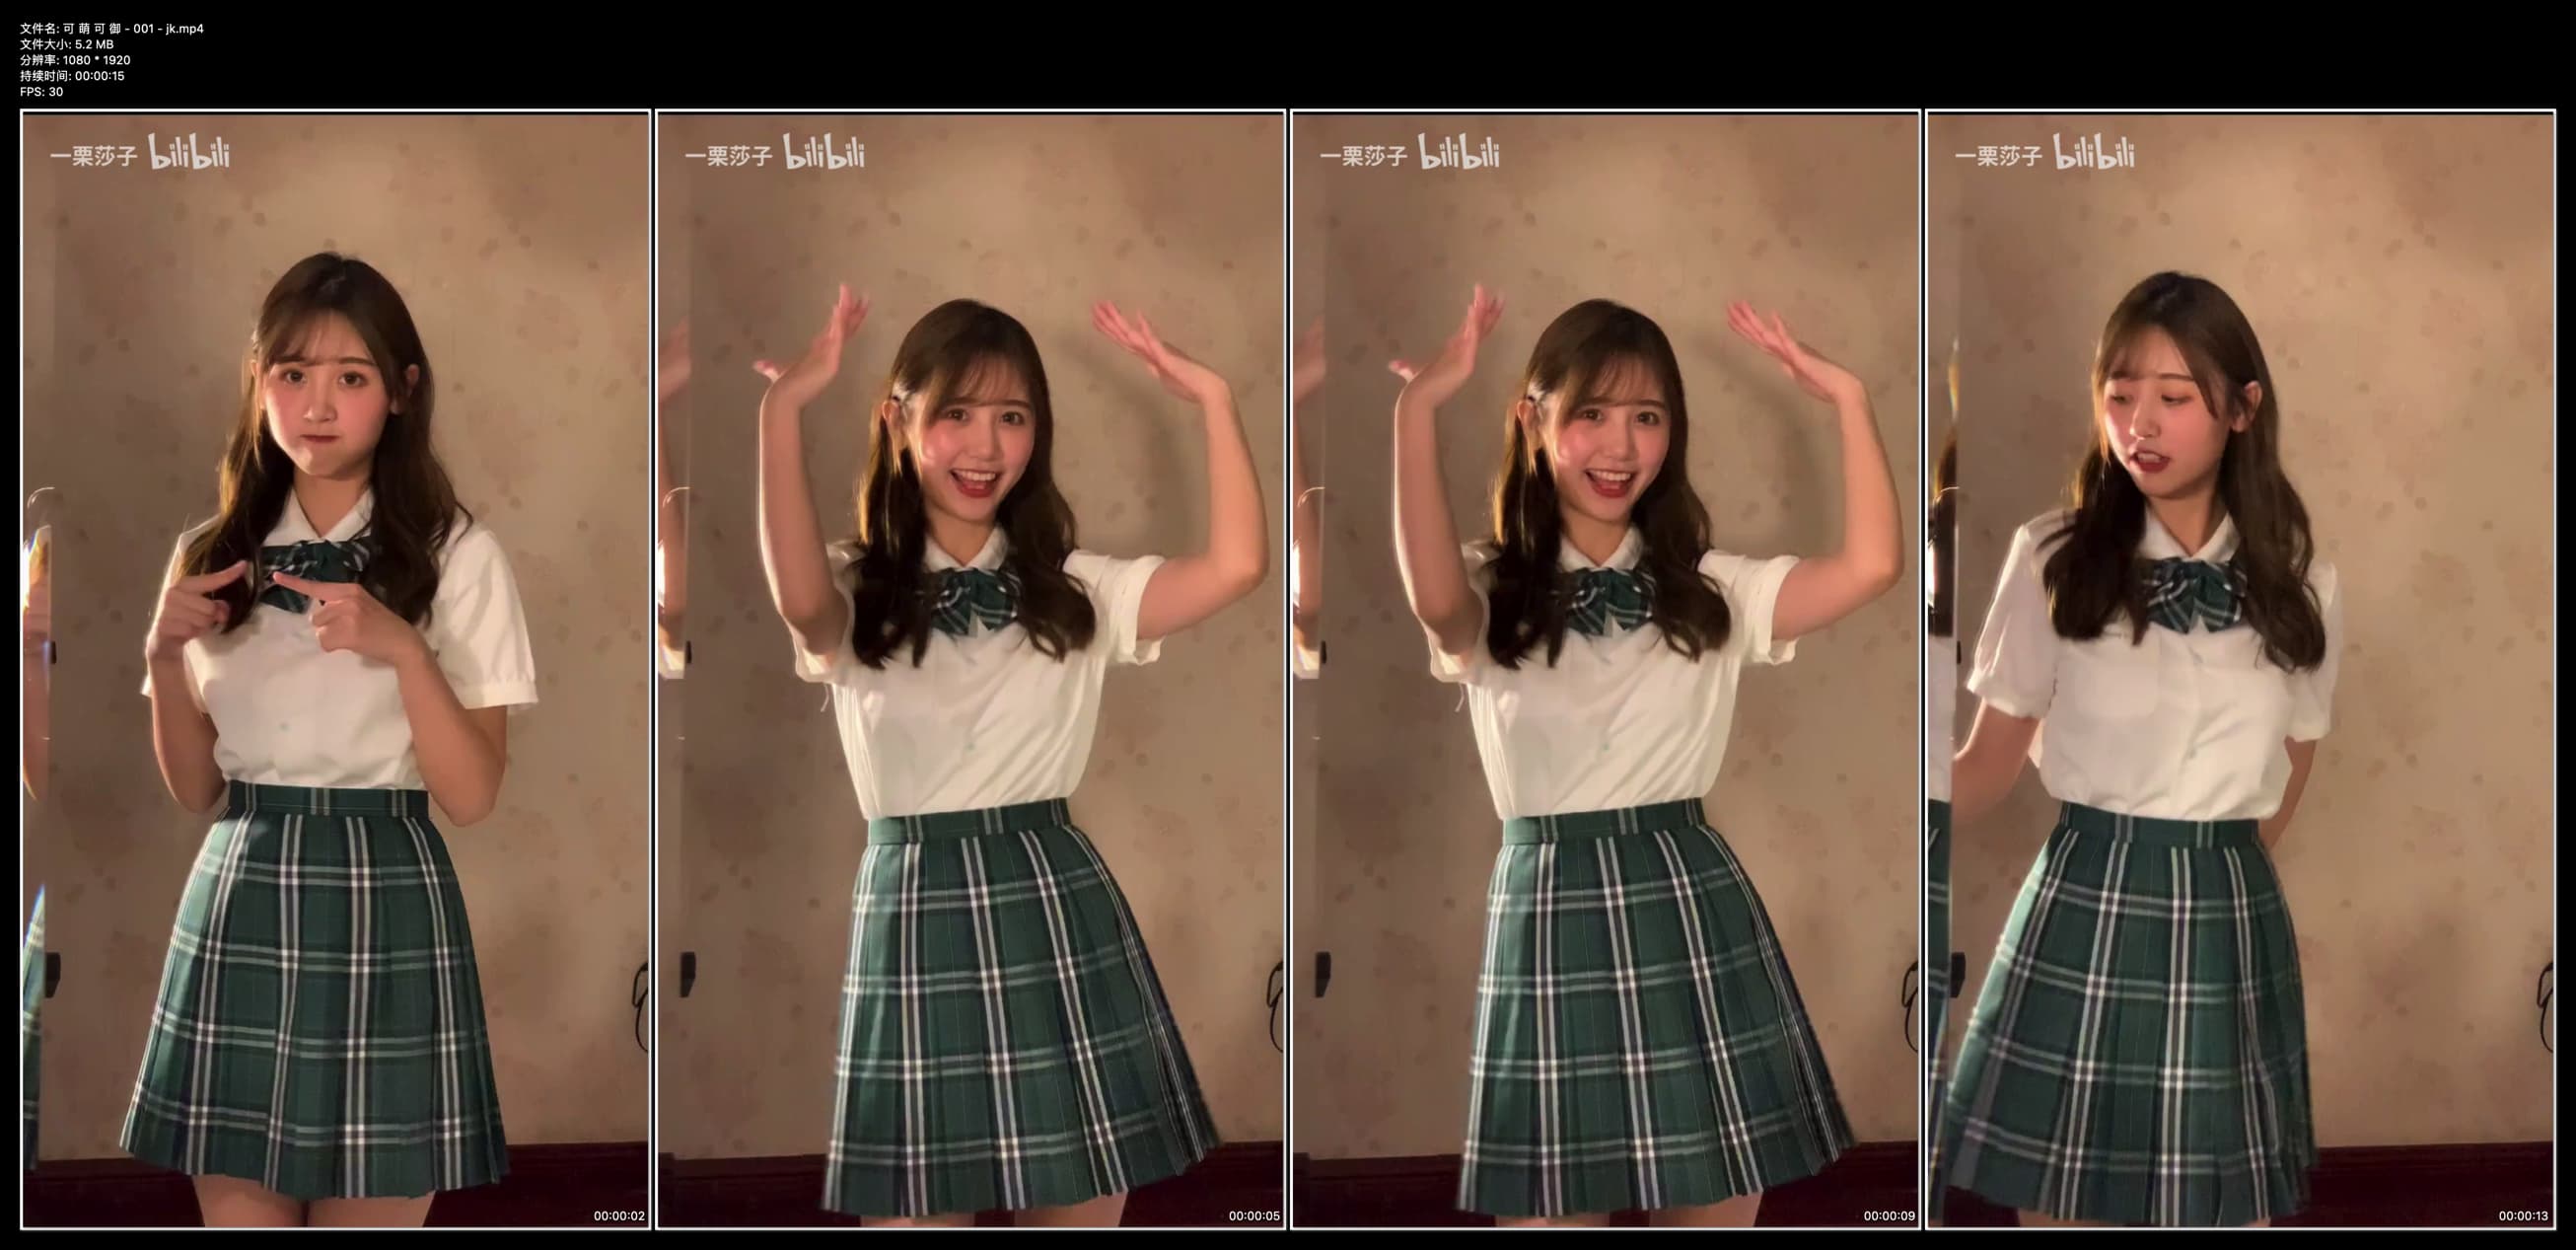 文件名: 可 萌 可 御 - 001 - jk.mp4
文件大小: 5.2 MB
分辨率: 1080 * 1920
持续时间: 00:00:15
FPS: 30
一栗莎子 bilibili
一栗莎子 bilibili
一栗莎子 bilibili
一栗莎子 bilibili
00:00:02
00:00:05
00:00:09
00:00:13